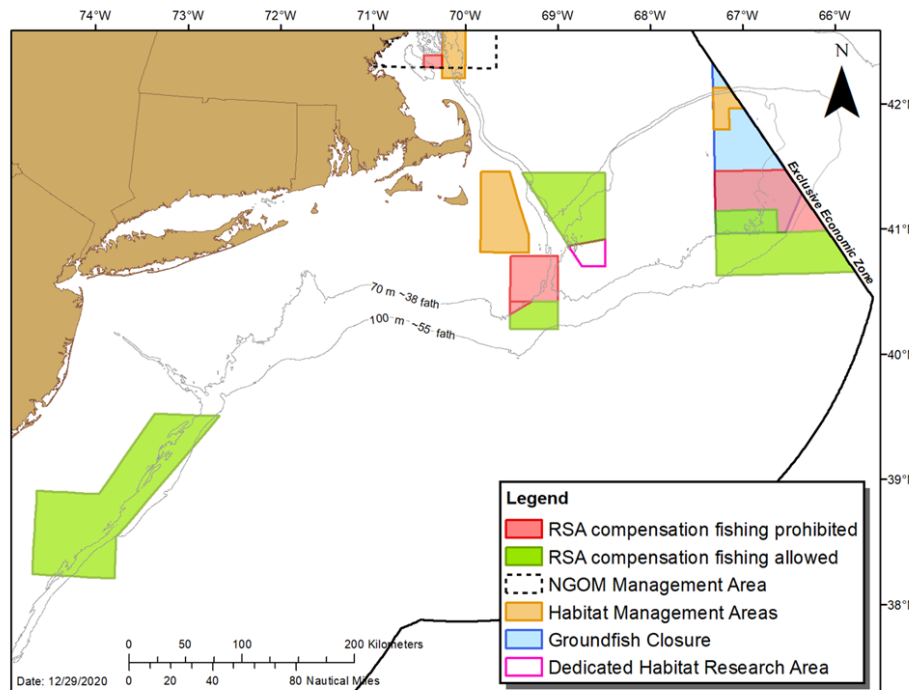 74°W 73°W 72°W 71°W 70°W 69°W 68°W 67°W 66°W
N
42°N
Exclusive Economic Zone
41°N
70 m ~38 fath
100 m ~55 fath
40°N
39°N
Legend
RSA compensation fishing prohibited
RSA compensation fishing allowed
NGOM Management Area
Habitat Management Areas
Groundfish Closure
Dedicated Habitat Research Area
38°N
0 50 100 200 Kilometers
0 20 40 80 Nautical Miles
Date: 12/29/2020